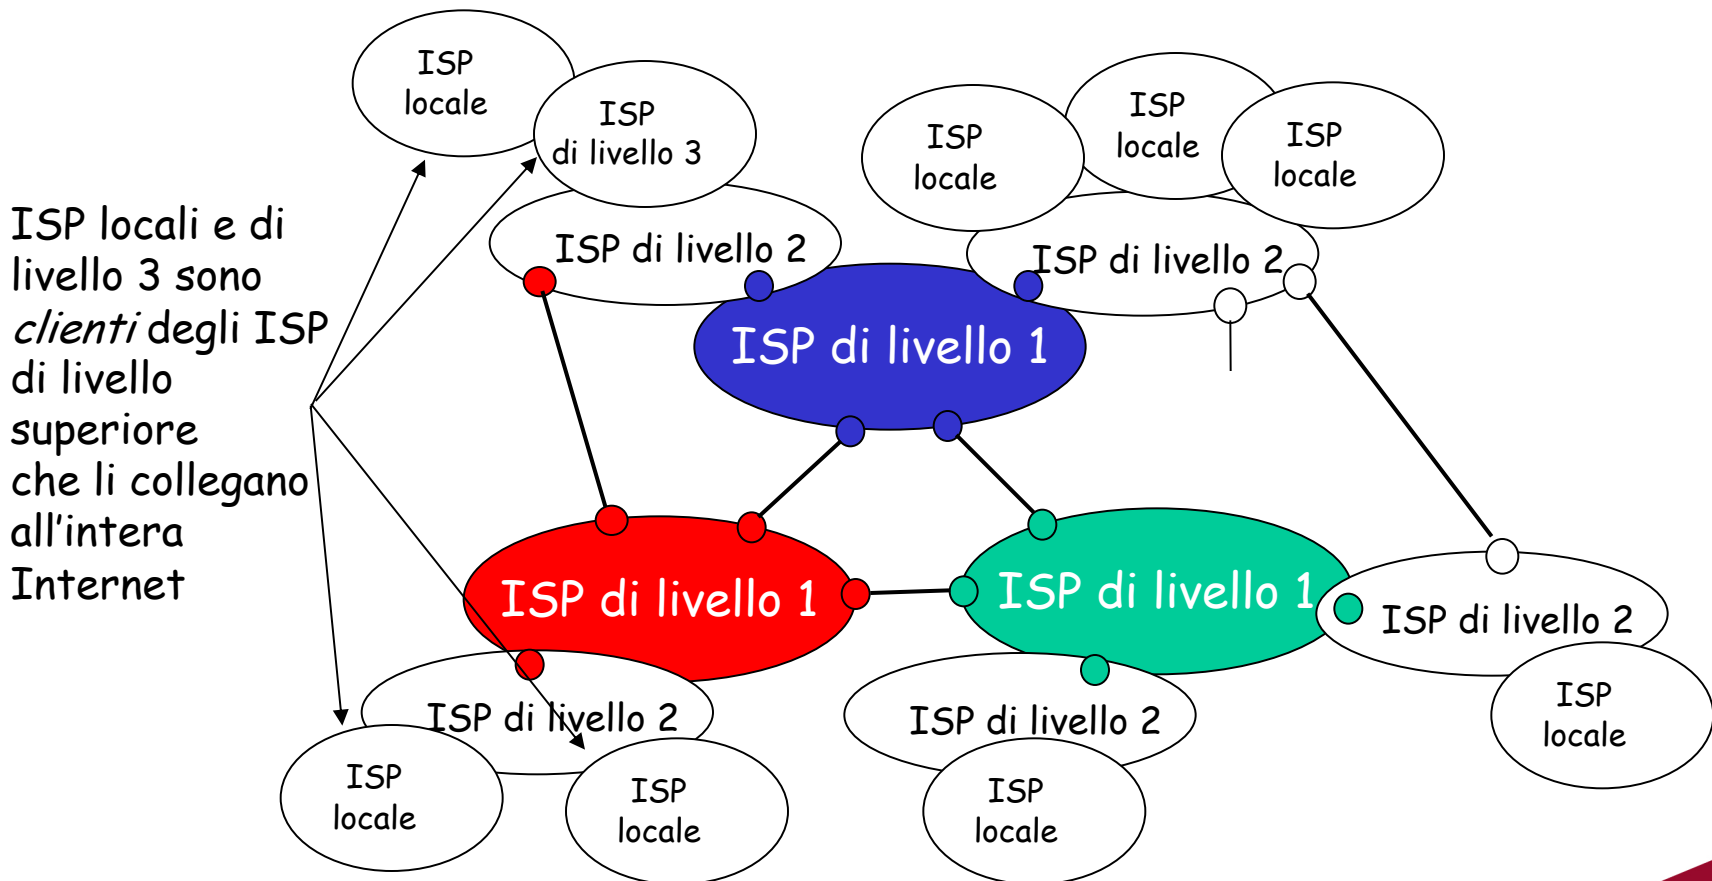 ISP
locale
ISP
di livello 3
ISP
locale
ISP
locale
ISP
locale
ISP locali e di
livello 3 sono
clienti degli ISP
di livello
superiore
che li collegano
all'intera
Internet
ISP di livello 2
ISP di livello 2
ISP di livello 1
ISP di livello 1
ISP di livello 1
ISP di livello 2
ISP
locale
ISP di livello 2
ISP di livello 2
ISP
locale
ISP
locale
ISP
locale